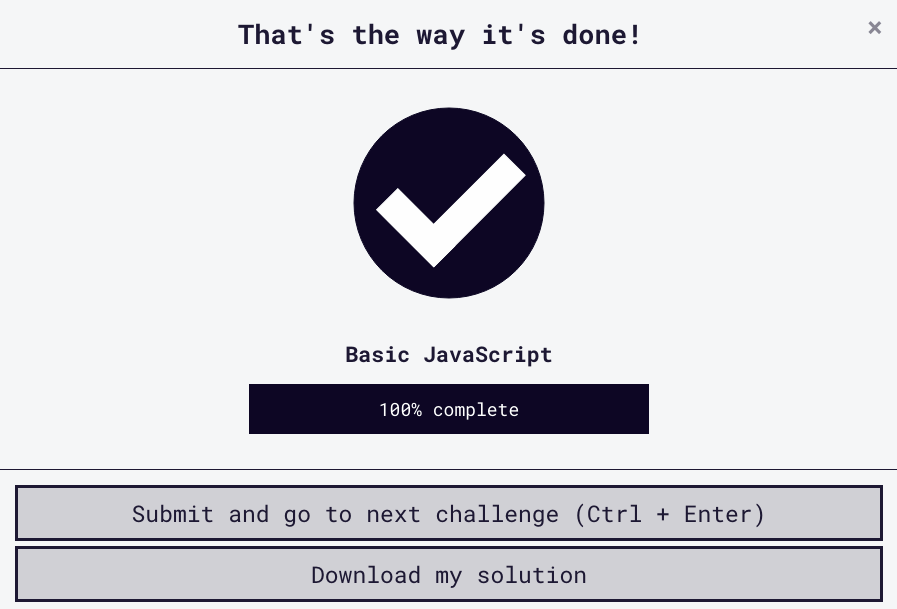 That's the way it's done!
×
Basic JavaScript
100% complete
Submit and go to next challenge (Ctrl + Enter)
Download my solution